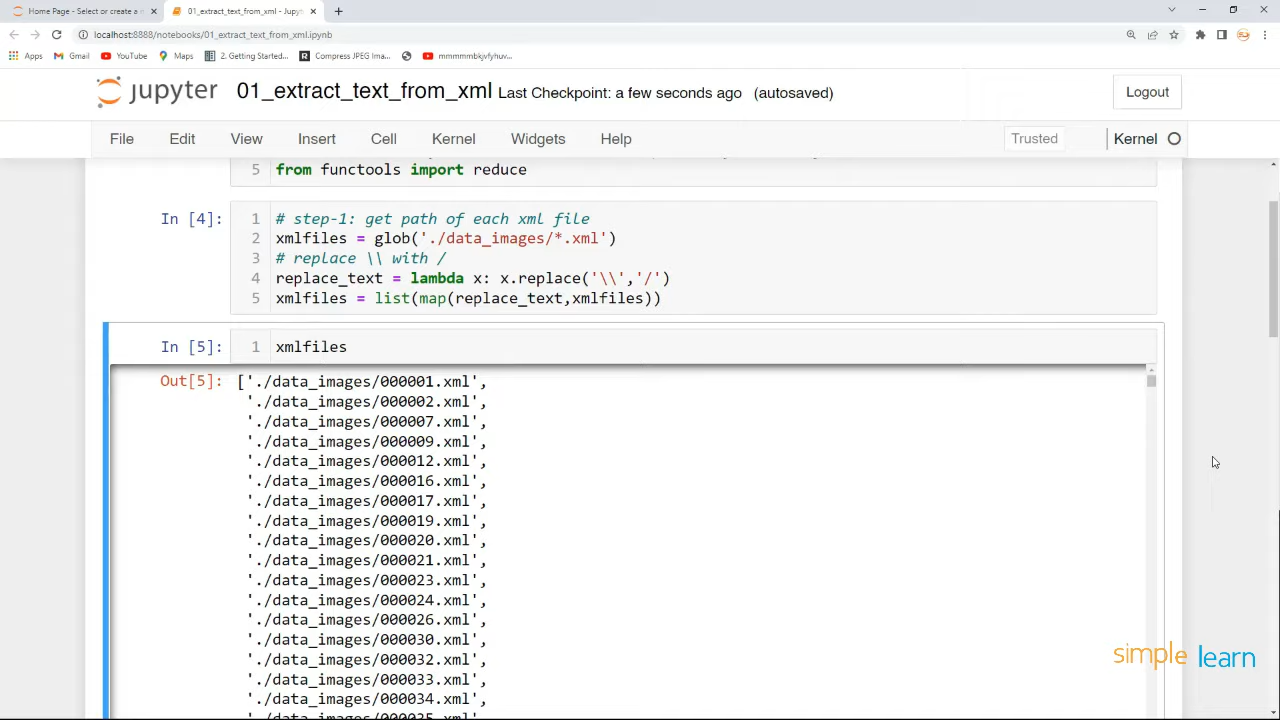 Home Page - Select or create a n
01_extract_text_from_xml - Jupyt
localhost:8888/notebooks/01_extract_text_from_xml.ipynb
Apps Gmail YouTube Maps 2. Getting Started... Compress JPEG Ima... mmmmmmbkjvfyhuv...
jupyter 01_extract_text_from_xml Last Checkpoint: a few seconds ago (autosaved) Logout
File Edit View Insert Cell Kernel Widgets Help Trusted Kernel
5 from functools import reduce
In [4]: 1 # step-1: get path of each xml file
2 xmlfiles = glob('./data_images/*.xml')
3 # replace \\ with /
4 replace_text = lambda x: x.replace('\\','/')
5 xmlfiles = list(map(replace_text,xmlfiles))
In [5]: 1 xmlfiles
Out[5]: ['./data_images/000001.xml',
'./data_images/000002.xml',
'./data_images/000007.xml',
'./data_images/000009.xml',
'./data_images/000012.xml',
'./data_images/000016.xml',
'./data_images/000017.xml',
'./data_images/000019.xml',
'./data_images/000020.xml',
'./data_images/000021.xml',
'./data_images/000023.xml',
'./data_images/000024.xml',
'./data_images/000026.xml',
'./data_images/000030.xml',
'./data_images/000032.xml',
'./data_images/000033.xml',
'./data_images/000034.xml',
simplelearn